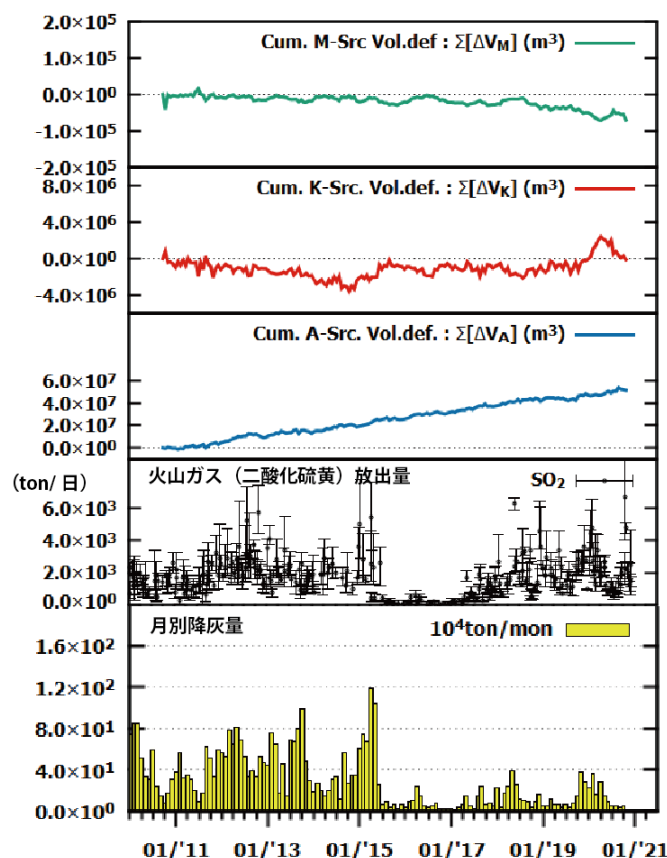 2.0×10⁵
Cum. M-Src Vol.def : Σ[ΔV_M] (m³)
0.0×10⁰
-1.0×10⁵
-2.0×10⁵
8.0×10⁶
Cum. K-Src. Vol.def. : Σ[ΔV_K] (m³)
4.0×10⁶
0.0×10⁰
-4.0×10⁶
Cum. A-Src. Vol.def. : Σ[ΔV_A] (m³)
6.0×10⁷
4.0×10⁷
2.0×10⁷
0.0×10⁰
(ton/日)
火山ガス（二酸化硫黄）放出量
SO₂
6.0×10³
4.0×10³
2.0×10³
0.0×10⁰
月別降灰量
10⁴ton/mon
1.6×10²
1.2×10²
8.0×10¹
4.0×10¹
0.0×10⁰
01/'11 01/'13 01/'15 01/'17 01/'19 01/'21